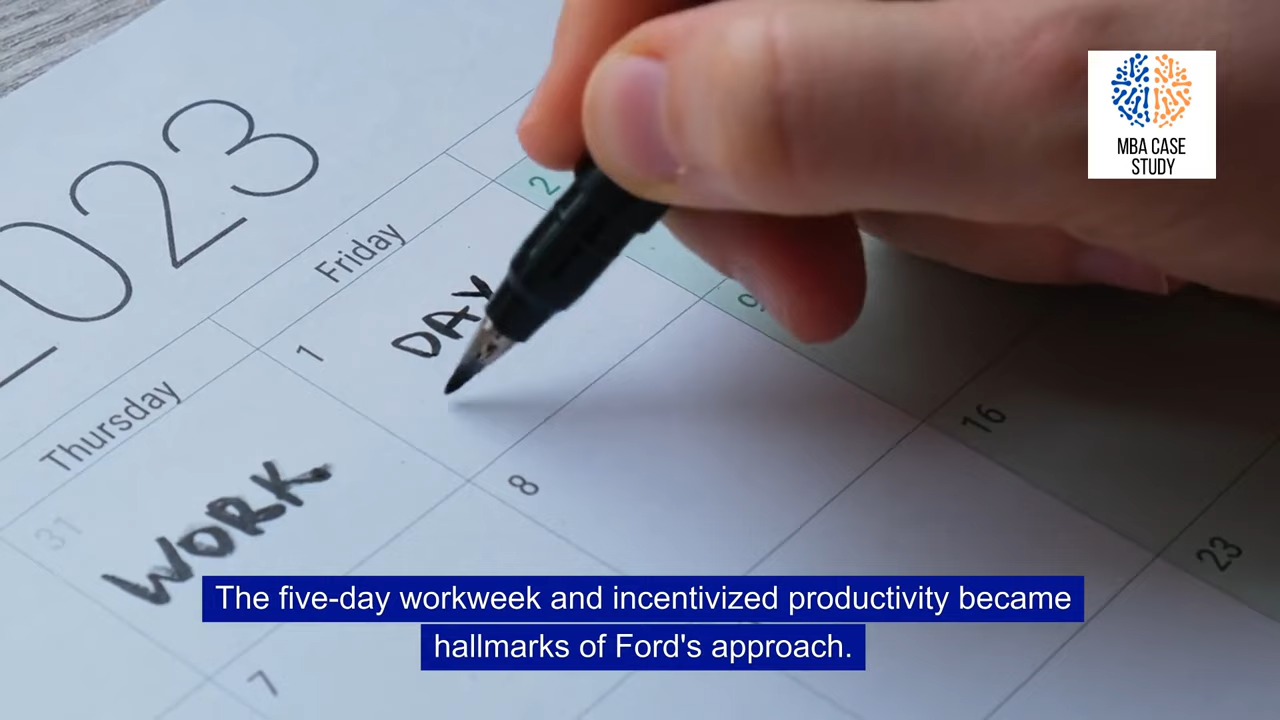 023
Thursday
Friday
31
1
2
WORK
DAY
7
8
9
16
23
MBA CASE
STUDY
The five-day workweek and incentivized productivity became
hallmarks of Ford's approach.